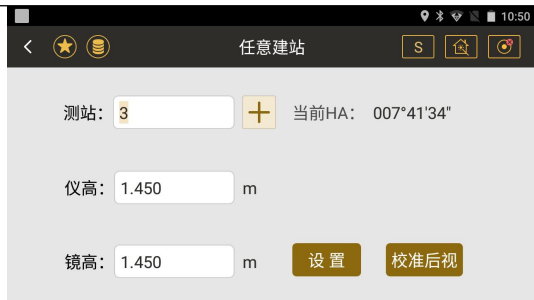 10:50
任意建站
S
测站： 3 当前HA： 007°41'34"
仪高： 1.450 m
镜高： 1.450 m 设置 校准后视